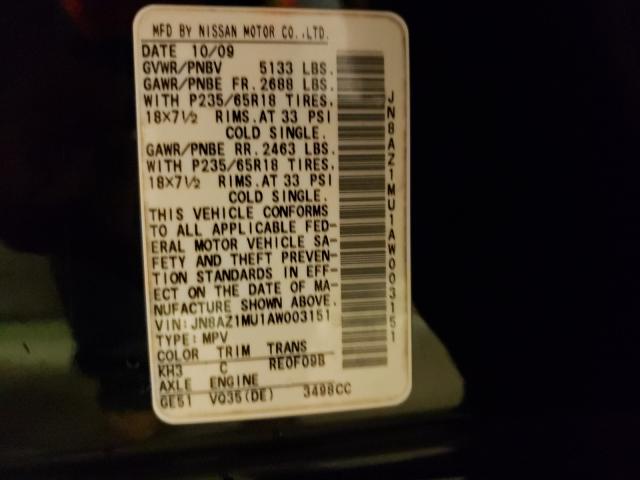 MFD BY NISSAN MOTOR CO.,LTD.
DATE 10/09
GVWR/PNBV 5133 LBS.
GAWR/PNBE FR. 2688 LBS.
WITH P235/65R18 TIRES.
18×7½ RIMS.AT 33 PSI
COLD SINGLE.
GAWR/PNBE RR. 2463 LBS.
WITH P235/65R18 TIRES.
18×7½ RIMS.AT 33 PSI
COLD SINGLE.
THIS VEHICLE CONFORMS
TO ALL APPLICABLE FED-
ERAL MOTOR VEHICLE SA-
FETY AND THEFT PREVEN-
TION STANDARDS IN EFF-
ECT ON THE DATE OF MA-
NUFACTURE SHOWN ABOVE.
VIN:JN8AZ1MU1AW003151
TYPE:MPV
COLOR TRIM TRANS
KH3 C RE0F09B
AXLE ENGINE
GE51 VQ35(DE) 3498CC
JN8AZ1MU1AW003151